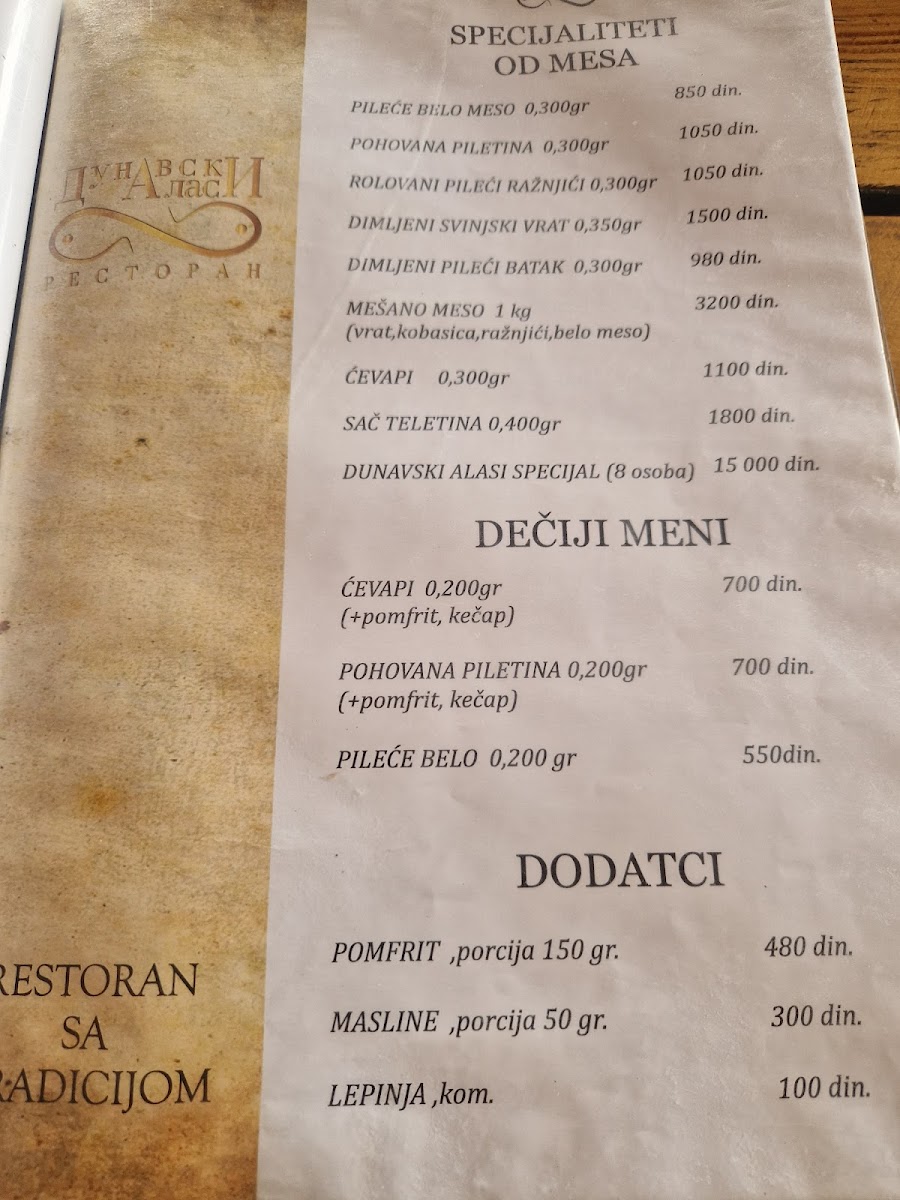 ДУНАВСКИ
АласИ
РЕСТОРАН
RESTORAN
SA
RADICIJOM
SPECIJALITETI
OD MESA
PILEĆE BELO MESO 0,300gr 850 din.
POHOVANA PILETINA 0,300gr 1050 din.
ROLOVANI PILEĆI RAŽNJIĆI 0,300gr 1050 din.
DIMLJENI SVINJSKI VRAT 0,350gr 1500 din.
DIMLJENI PILEĆI BATAK 0,300gr 980 din.
MEŠANO MESO 1 kg 3200 din.
(vrat,kobasica,ražnjići,belo meso)
ĆEVAPI 0,300gr 1100 din.
SAČ TELETINA 0,400gr 1800 din.
DUNAVSKI ALASI SPECIJAL (8 osoba) 15 000 din.
DEČIJI MENI
ĆEVAPI 0,200gr 700 din.
(+pomfrit, kečap)
POHOVANA PILETINA 0,200gr 700 din.
(+pomfrit, kečap)
PILEĆE BELO 0,200 gr 550din.
DODATCI
POMFRIT ,porcija 150 gr. 480 din.
MASLINE ,porcija 50 gr. 300 din.
LEPINJA ,kom. 100 din.